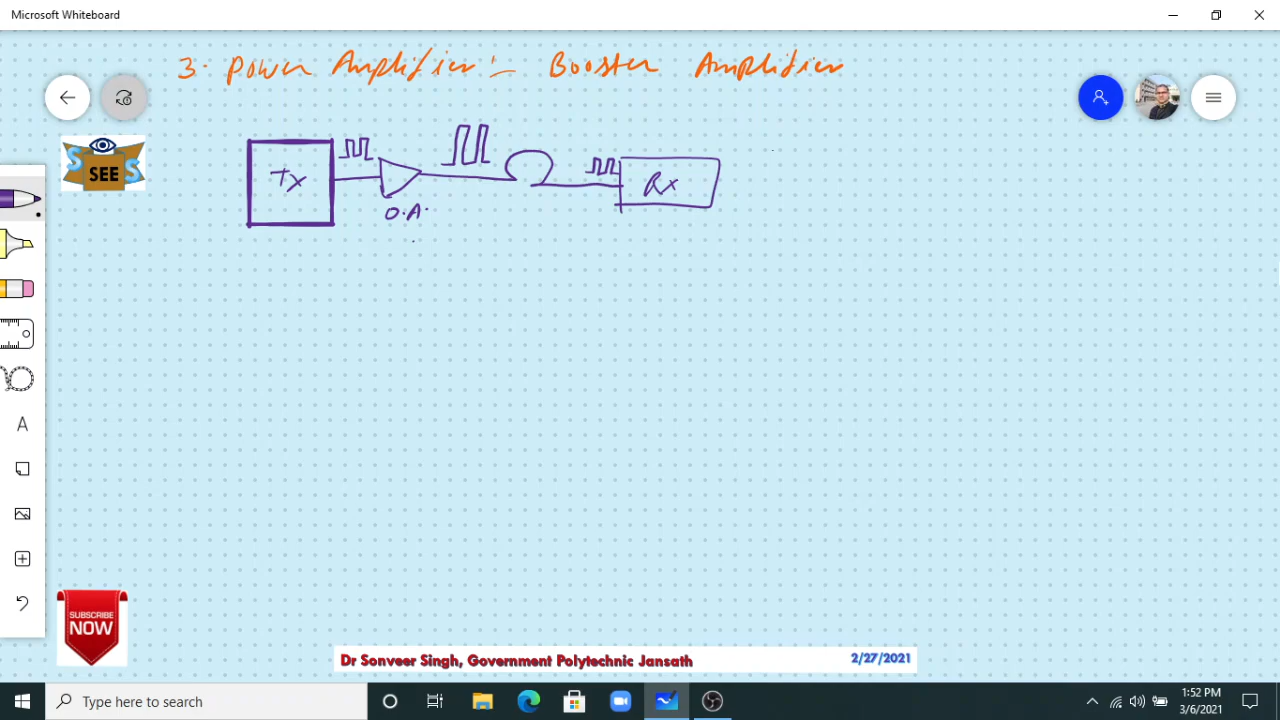 Microsoft Whiteboard
3. Power Amplifier :- Booster Amplifier
SEES
Tx
O.A.
Rx
A
SUBSCRIBE
NOW
Dr Sonveer Singh, Government Polytechnic Jansath
2/27/2021
Type here to search
1:52 PM
3/6/2021